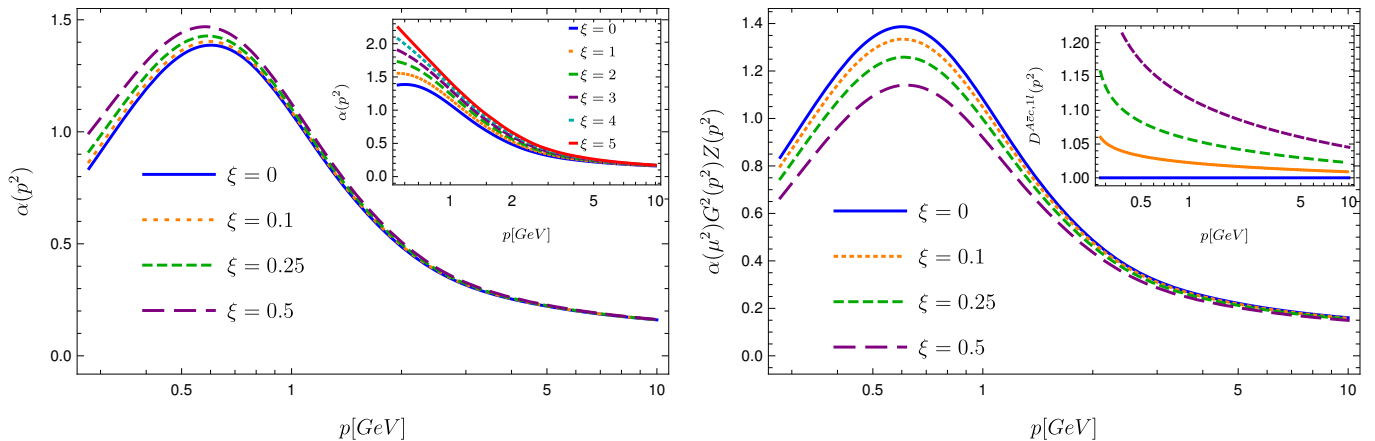 α(p²)
1.5
1.0
0.5
0.0
ξ = 0
ξ = 0.1
ξ = 0.25
ξ = 0.5
0.5 1 5 10
p[GeV]
α(p²)
2.0
1.5
1.0
0.5
0.0
ξ = 0
ξ = 1
ξ = 2
ξ = 3
ξ = 4
ξ = 5
1 2 5 10
p[GeV]
α(μ²)G²(p²)Z(p²)
1.4
1.2
1.0
0.8
0.6
0.4
0.2
0.0
ξ = 0
ξ = 0.1
ξ = 0.25
ξ = 0.5
0.5 1 5 10
p[GeV]
D^{Ac̄c,1l}(p²)
1.20
1.15
1.10
1.05
1.00
0.5 1 5 10
p[GeV]